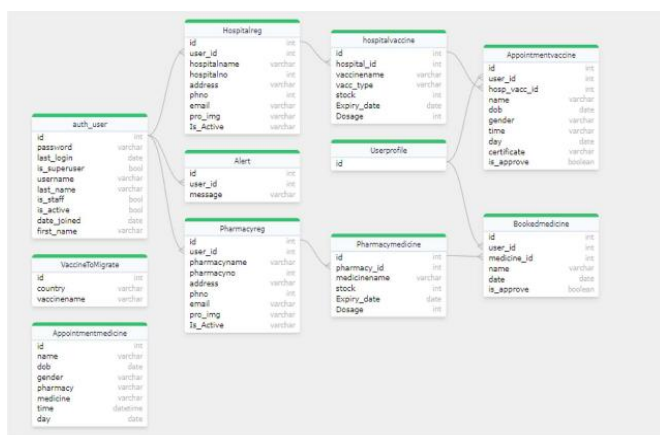 auth_user
id int
password varchar
last_login date
is_superuser bool
username varchar
last_name varchar
is_staff bool
is_active bool
date_joined date
first_name varchar
VaccineToMigrate
id int
country varchar
vaccinename varchar
Appointmentmedicine
id int
name varchar
dob date
gender varchar
pharmacy varchar
medicine varchar
time datetime
day date
Hospitalreg
id int
user_id int
hospitalname varchar
hospitalno int
address varchar
phno int
email varchar
pro_img varchar
Is_Active varchar
Alert
id int
user_id int
message varchar
Pharmacyreg
id int
user_id int
pharmacyname varchar
pharmacyno int
address varchar
phno int
email varchar
pro_img varchar
Is_Active varchar
hospitalvaccine
id int
hospital_id int
vaccinename varchar
vacc_type varchar
stock int
Expiry_date date
Dosage int
Userprofile
id
Pharmacymedicine
id int
pharmacy_id int
medicinename varchar
stock int
Expiry_date date
Dosage int
Appointmentvaccine
id int
user_id int
hosp_vacc_id int
name varchar
dob date
gender varchar
time varchar
day date
certificate varchar
is_approve boolean
Bookedmedicine
id int
user_id int
medicine_id int
name varchar
date date
is_approve boolean